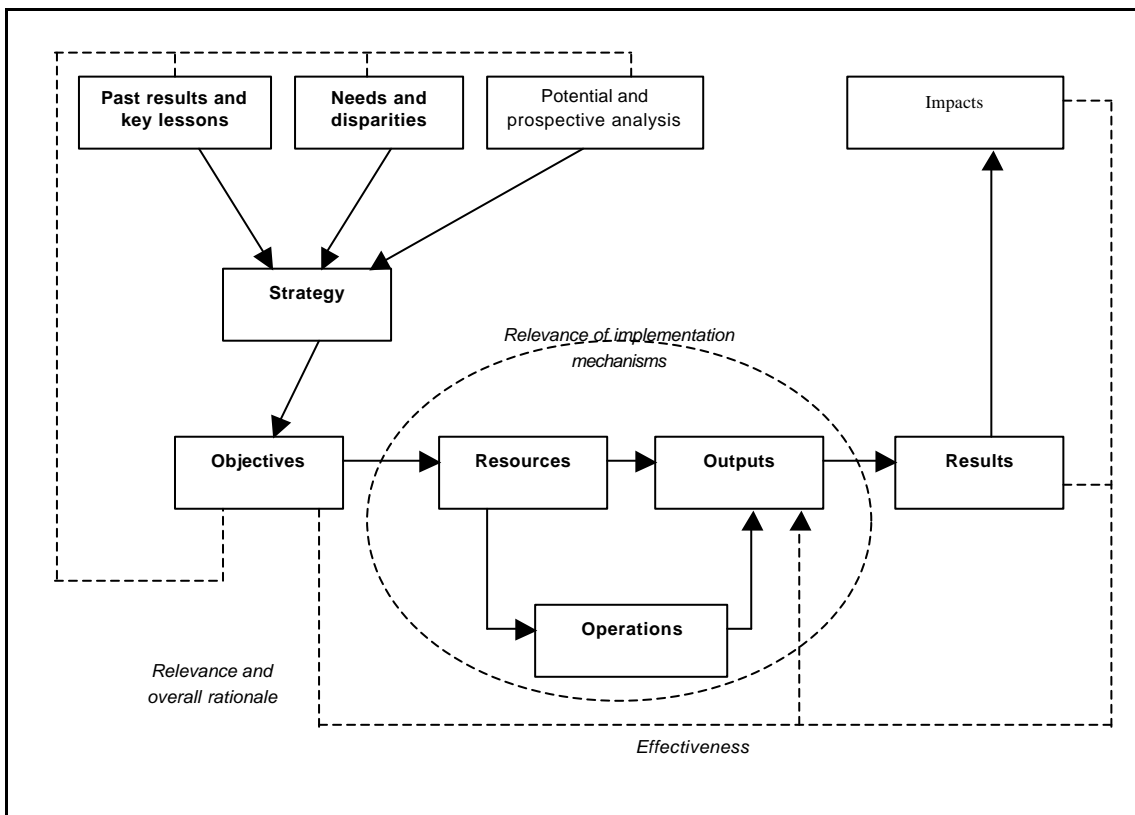 Past results and
key lessons
Needs and
disparities
Potential and
prospective analysis
Impacts
Strategy
Relevance of implementation
mechanisms
Objectives
Resources
Outputs
Results
Operations
Relevance and
overall rationale
Effectiveness